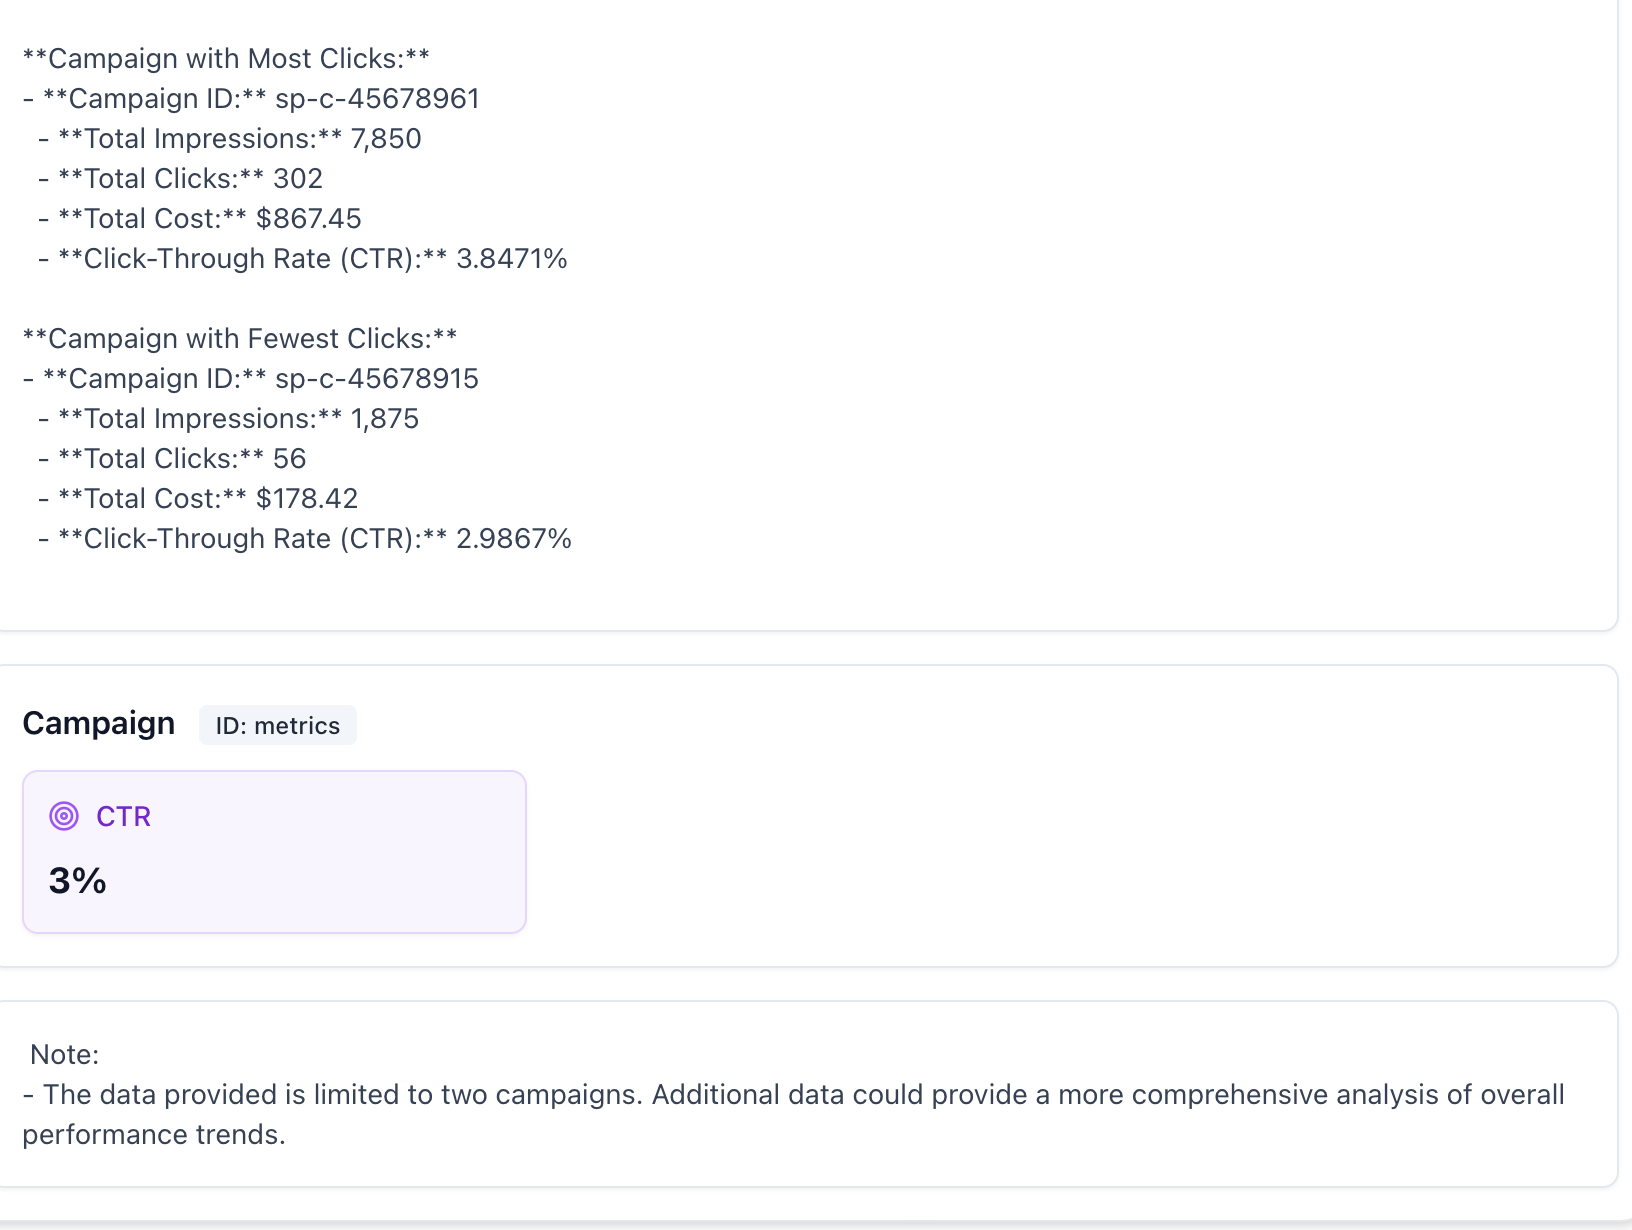 **Campaign with Most Clicks:**
- **Campaign ID:** sp-c-45678961
- **Total Impressions:** 7,850
- **Total Clicks:** 302
- **Total Cost:** $867.45
- **Click-Through Rate (CTR):** 3.8471%
**Campaign with Fewest Clicks:**
- **Campaign ID:** sp-c-45678915
- **Total Impressions:** 1,875
- **Total Clicks:** 56
- **Total Cost:** $178.42
- **Click-Through Rate (CTR):** 2.9867%
Campaign ID: metrics
CTR
3%
Note:
- The data provided is limited to two campaigns. Additional data could provide a more comprehensive analysis of overall
performance trends.